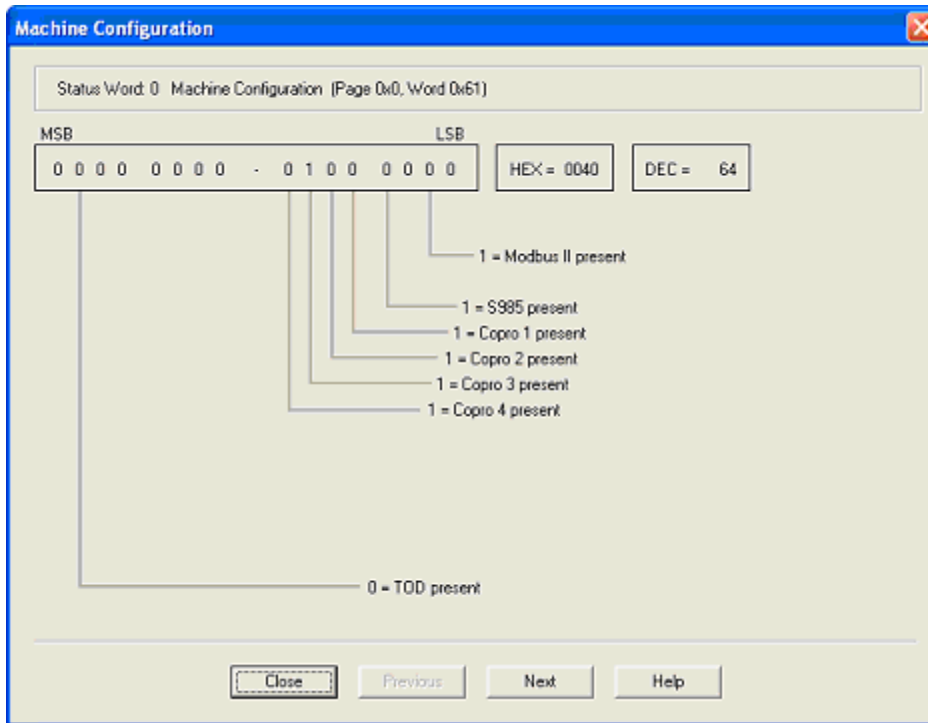 Machine Configuration
Status Word: 0 Machine Configuration (Page 0x0, Word 0x61)
MSB LSB
0 0 0 0 0 0 0 0 - 0 1 0 0 0 0 0 0 HEX = 0040 DEC = 64
1 = Modbus II present
1 = S985 present
1 = Copro 1 present
1 = Copro 2 present
1 = Copro 3 present
1 = Copro 4 present
0 = TOD present
Close Previous Next Help